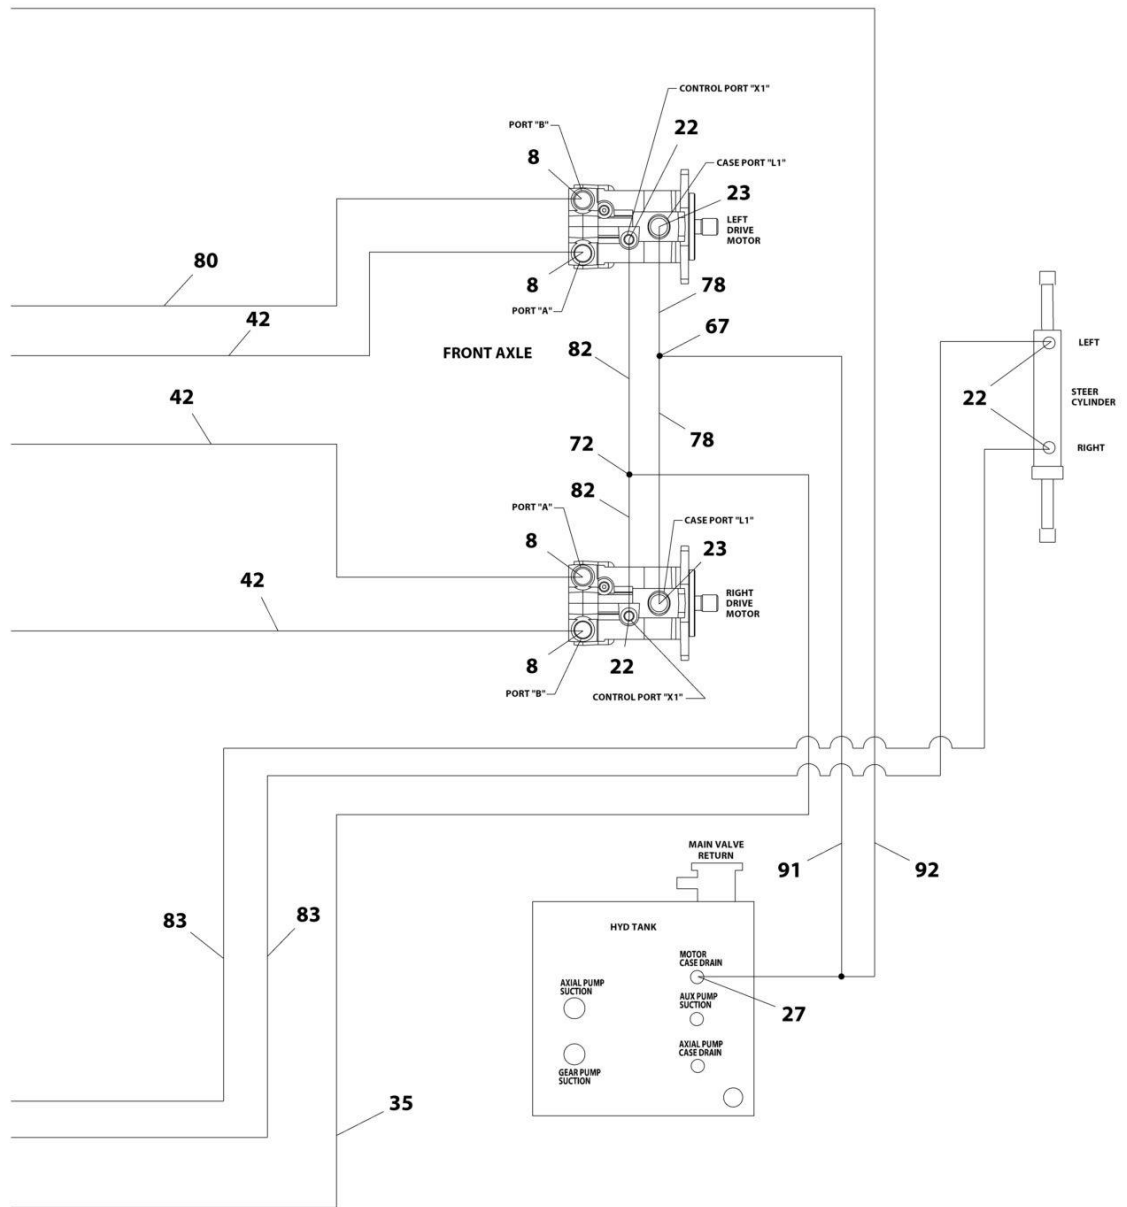 CONTROL PORT "X1"
PORT "B"
22
8
CASE PORT "L1"
23
LEFT
DRIVE
MOTOR
80
8
PORT "A"
78
42
67
FRONT AXLE
82
LEFT
22
STEER
CYLINDER
42
72
78
RIGHT
82
PORT "A"
CASE PORT "L1"
8
23
42
RIGHT
DRIVE
MOTOR
8
22
PORT "B"
CONTROL PORT "X1"
MAIN VALVE
RETURN
91
92
83
83
HYD TANK
MOTOR
CASE DRAIN
AXIAL PUMP
SUCTION
AUX PUMP
SUCTION
27
AXIAL PUMP
CASE DRAIN
GEAR PUMP
SUCTION
35